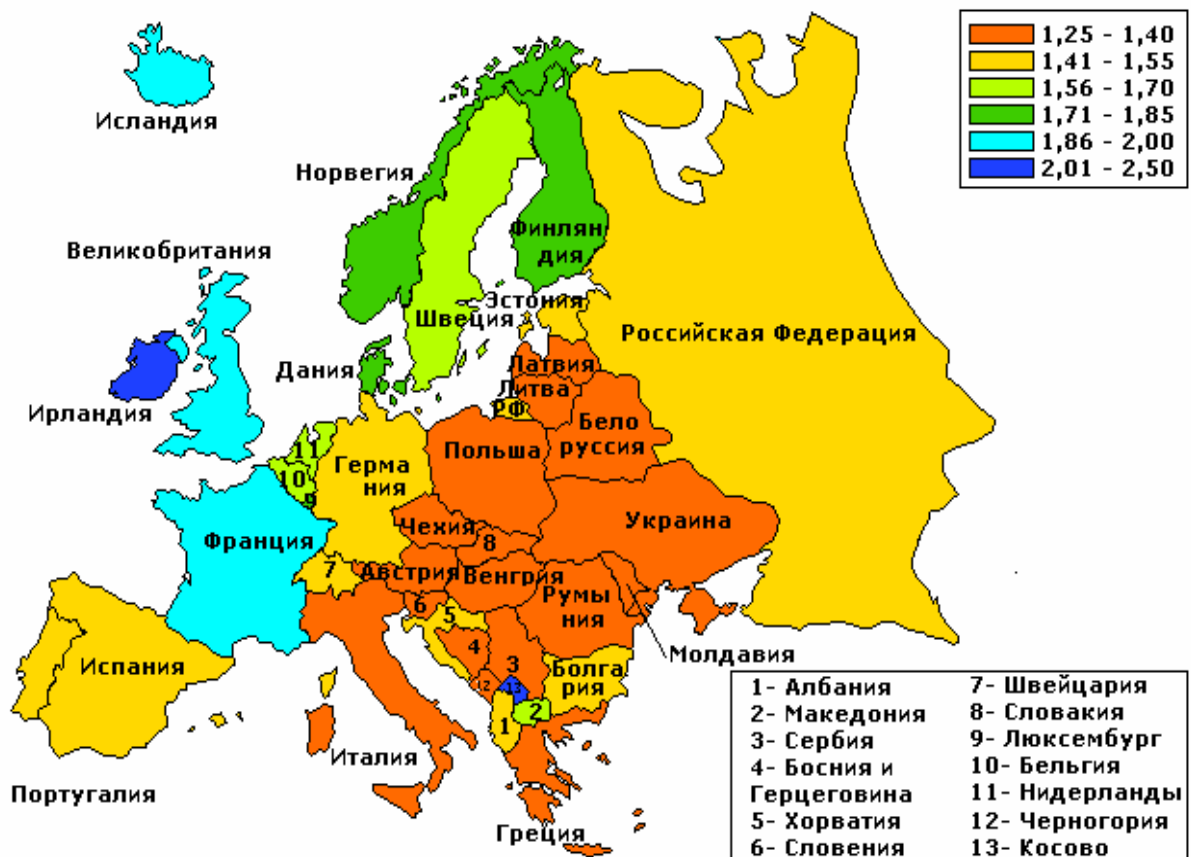 1,25 - 1,40
1,41 - 1,55
1,56 - 1,70
1,71 - 1,85
1,86 - 2,00
2,01 - 2,50
Исландия
Норвегия
Финлян
дия
Великобритания
Эстония
Швеция
Российская Федерация
Дания
Латвия
Ирландия
Литва
РФ
Бело
руссия
Польша
11
Герма
ния
10
9
Украина
Чехия
Франция
8
7
Австрия
Венгрия
Румы
ния
6
5
4
3
Молдавия
Испания
Болга
рия
12
13
2
1
Италия
Португалия
Греция
1- Албания
2- Македония
3- Сербия
4- Босния и
Герцеговина
5- Хорватия
6- Словения
7- Швейцария
8- Словакия
9- Люксембург
10- Бельгия
11- Нидерланды
12- Черногория
13- Косово